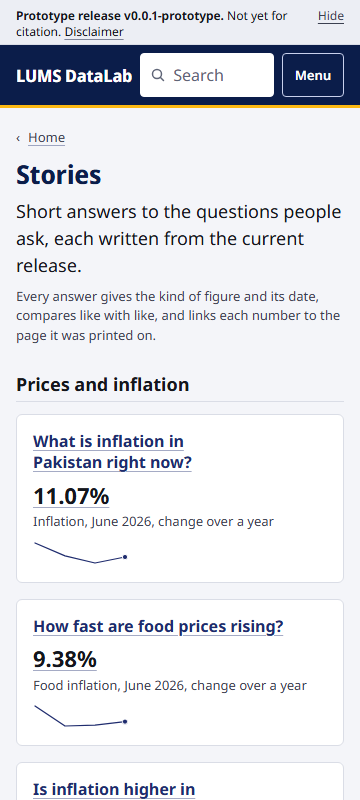 Prototype release v0.0.1-prototype. Not yet for
citation. Disclaimer
Hide
LUMS DataLab
Search
Menu
‹ Home
Stories
Short answers to the questions people
ask, each written from the current
release.
Every answer gives the kind of figure and its date,
compares like with like, and links each number to the
page it was printed on.
Prices and inflation
What is inflation in
Pakistan right now?
11.07%
Inflation, June 2026, change over a year
How fast are food prices rising?
9.38%
Food inflation, June 2026, change over a year
Is inflation higher in